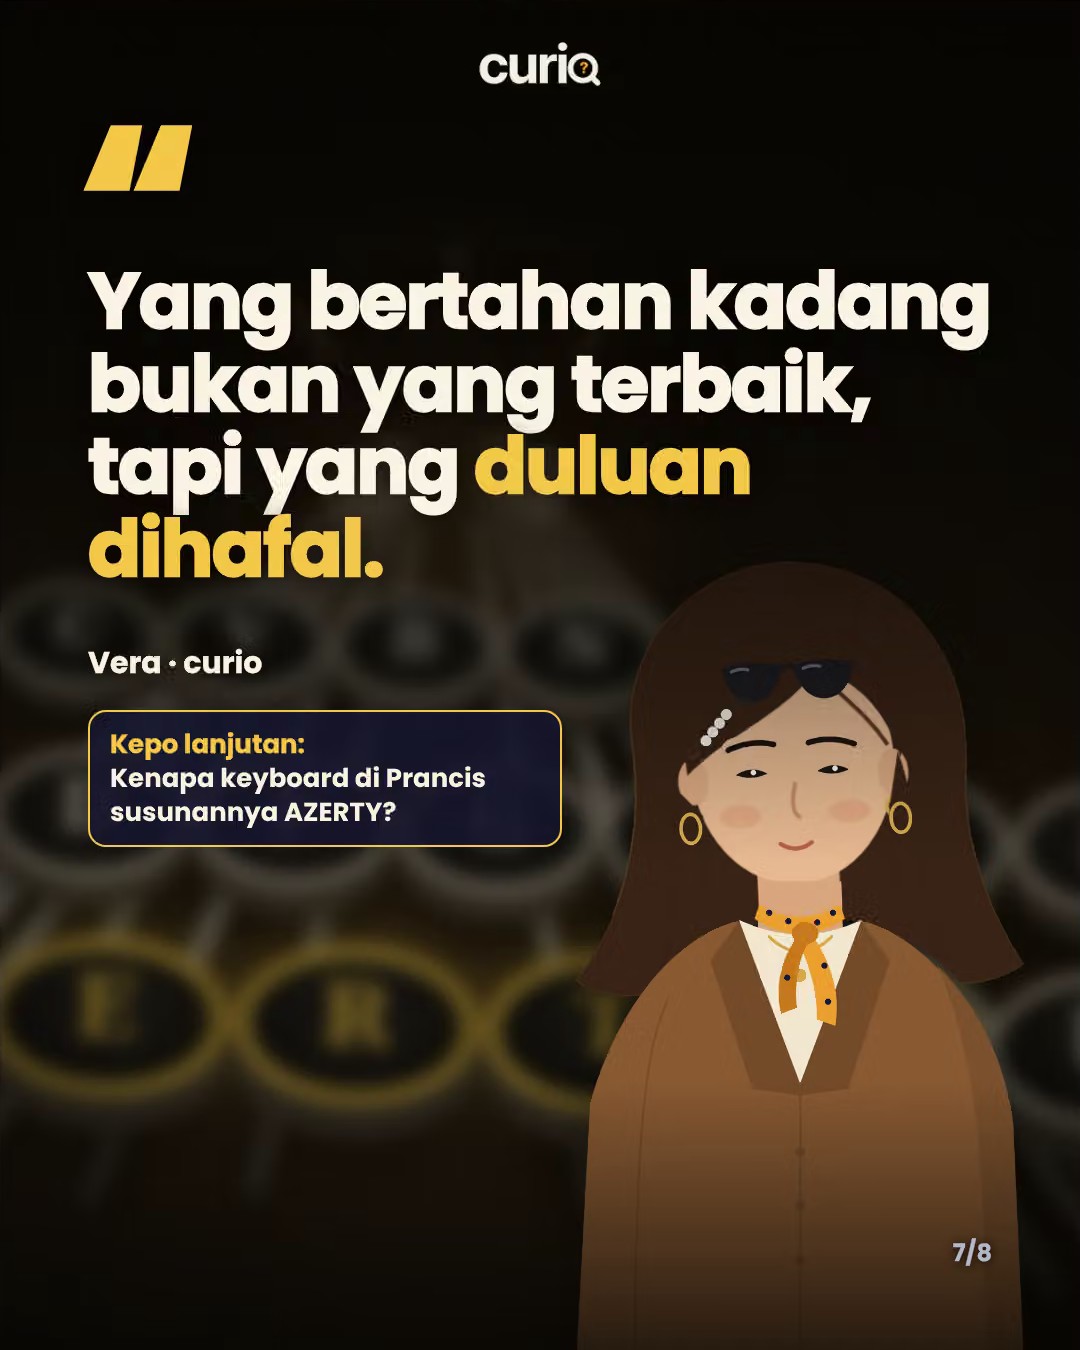 curio
Yang bertahan kadang
bukan yang terbaik,
tapi yang duluan
dihafal.
Vera · curio
Kepo lanjutan:
Kenapa keyboard di Prancis
susunannya AZERTY?
E R
7/8